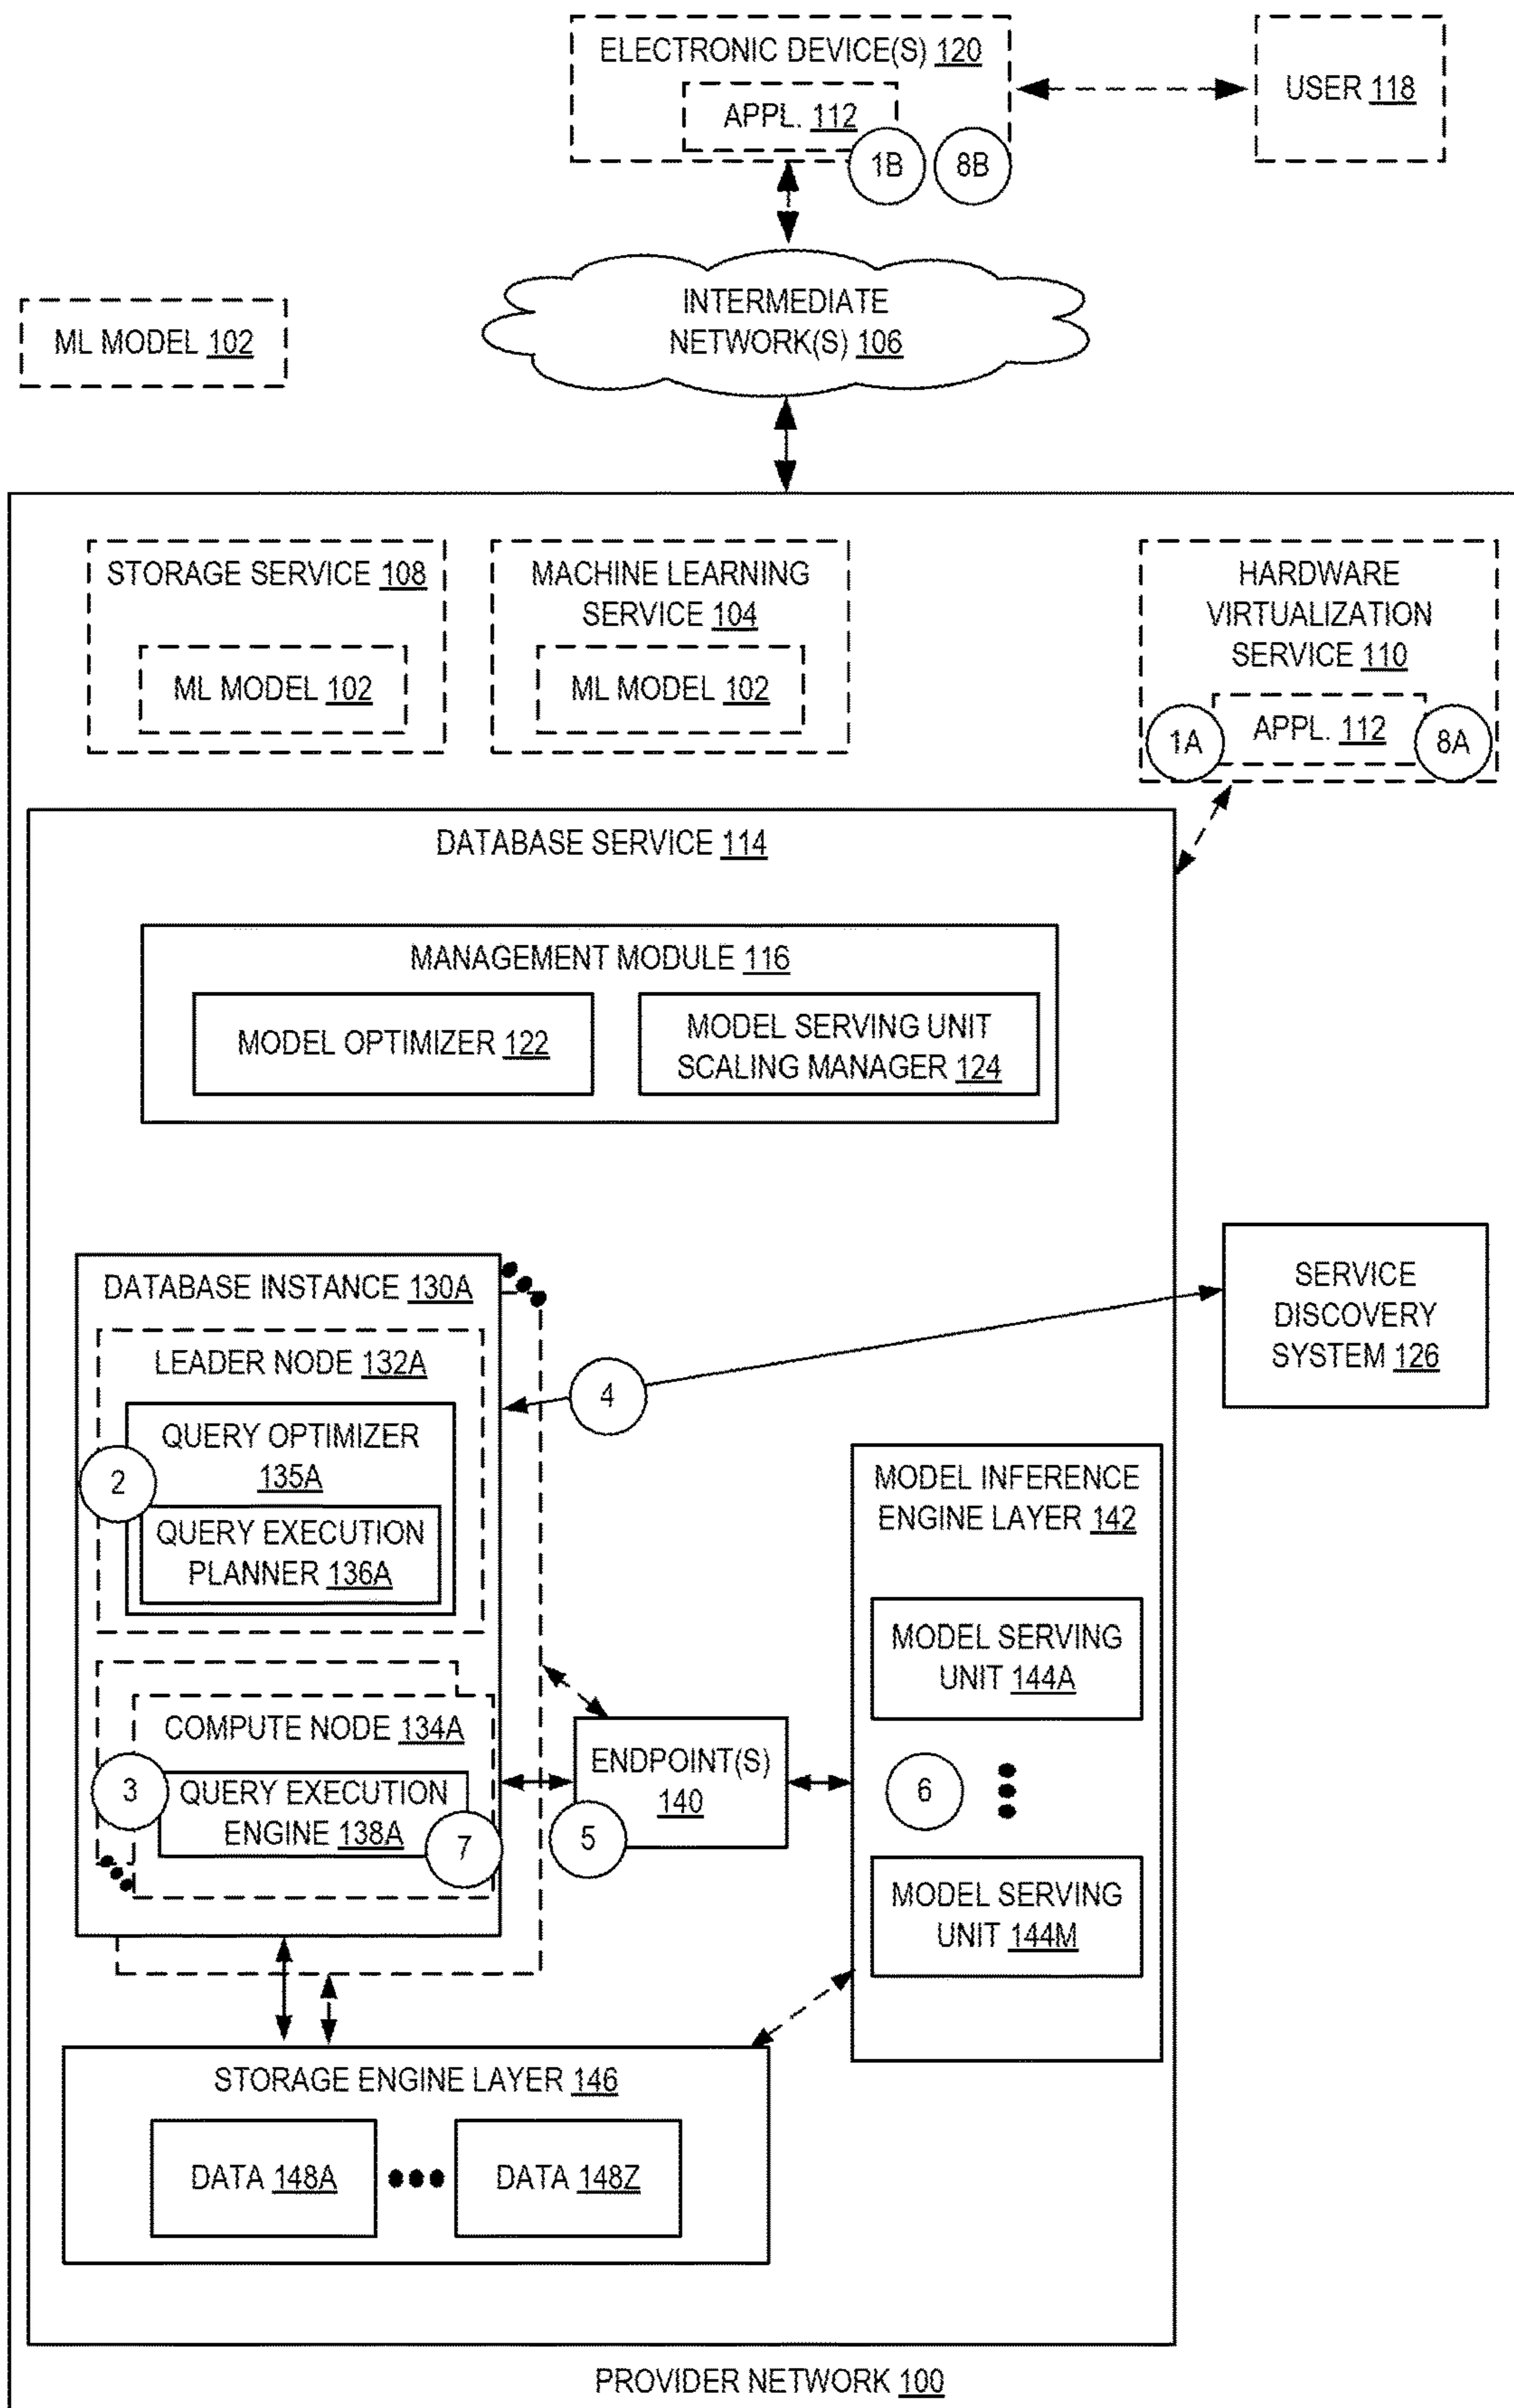 ELECTRONIC DEVICE(S) 120
APPL. 112
1B
8B
USER 118
INTERMEDIATE
NETWORK(S) 106
ML MODEL 102
STORAGE SERVICE 108
ML MODEL 102
MACHINE LEARNING
SERVICE 104
ML MODEL 102
HARDWARE
VIRTUALIZATION
SERVICE 110
APPL. 112
1A
8A
DATABASE SERVICE 114
MANAGEMENT MODULE 116
MODEL OPTIMIZER 122
MODEL SERVING UNIT
SCALING MANAGER 124
DATABASE INSTANCE 130A
LEADER NODE 132A
QUERY OPTIMIZER
135A
2
QUERY EXECUTION
PLANNER 136A
4
SERVICE
DISCOVERY
SYSTEM 126
COMPUTE NODE 134A
3
QUERY EXECUTION
ENGINE 138A
7
ENDPOINT(S)
140
5
MODEL INFERENCE
ENGINE LAYER 142
MODEL SERVING
UNIT 144A
6
MODEL SERVING
UNIT 144M
STORAGE ENGINE LAYER 146
DATA 148A
DATA 148Z
PROVIDER NETWORK 100